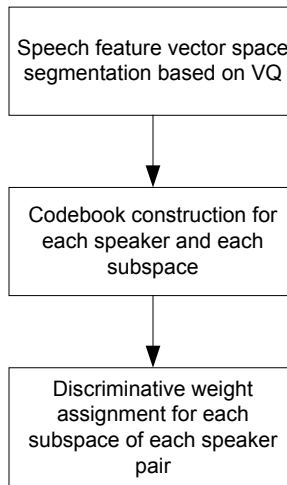 Speech feature vector space
segmentation based on VQ
Codebook construction for
each speaker and each
subspace
Discriminative weight
assignment for each
subspace of each speaker
pair